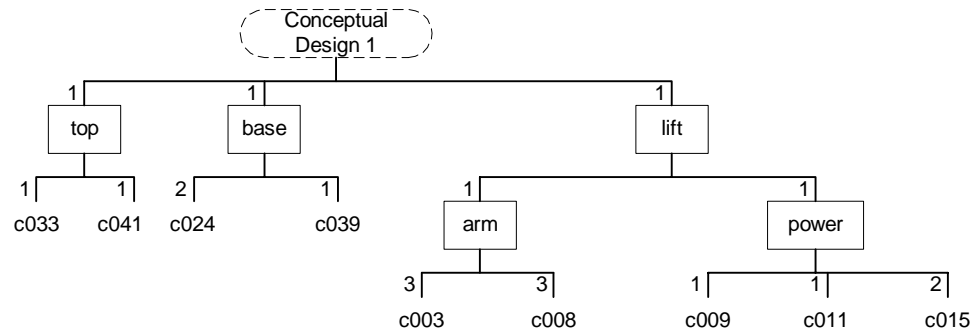 Conceptual
Design 1
1 1 1
top base lift
1 1 2 1 1 1
c033 c041 c024 c039 arm power
3 3 1 1 2
c003 c008 c009 c011 c015